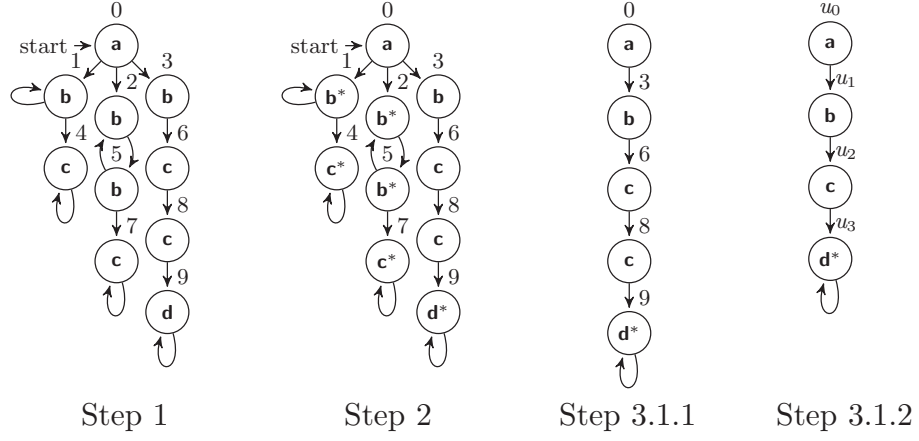 0 0 0 u₀
start a start a a a
1 2 3 1 2 3 3 u₁
b b b b* b* b b b
4 5 6 4 5 6 6 u₂
c b c c* b* c c c
7 8 7 8 8 u₃
c c c* c c d*
9 9 9
d d* d*
Step 1 Step 2 Step 3.1.1 Step 3.1.2